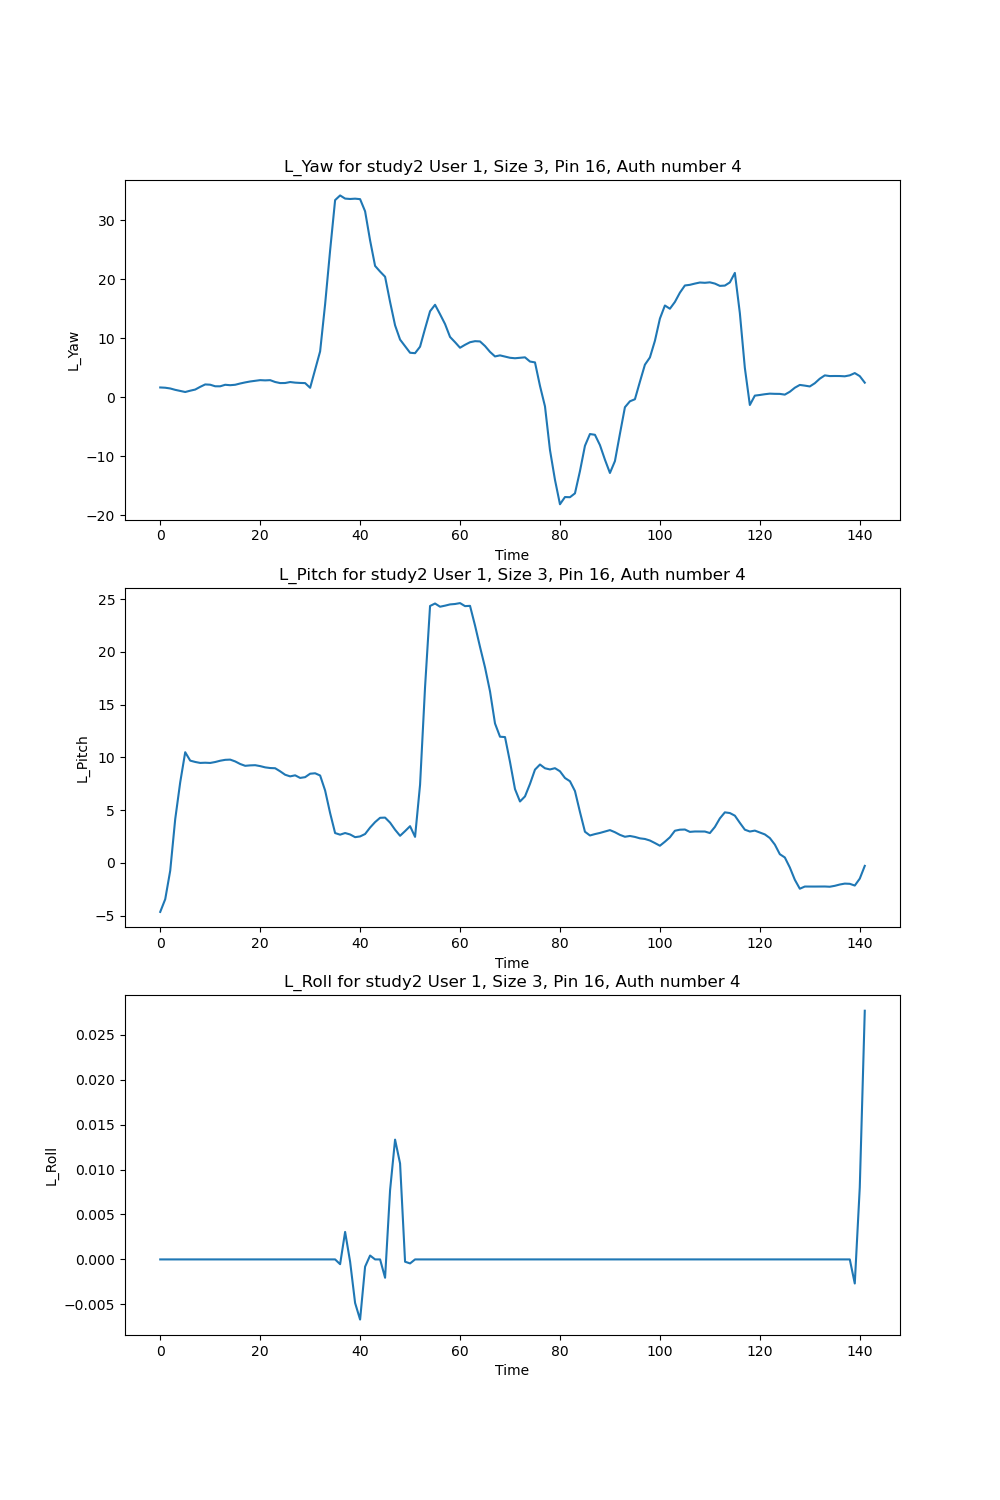 L_Yaw for study2 User 1, Size 3, Pin 16, Auth number 4
30
20
10
0
−10
−20
L_Yaw
0 20 40 60 80 100 120 140
Time
L_Pitch for study2 User 1, Size 3, Pin 16, Auth number 4
25
20
15
10
5
0
−5
L_Pitch
0 20 40 60 80 100 120 140
Time
L_Roll for study2 User 1, Size 3, Pin 16, Auth number 4
0.025
0.020
0.015
0.010
0.005
0.000
−0.005
L_Roll
0 20 40 60 80 100 120 140
Time